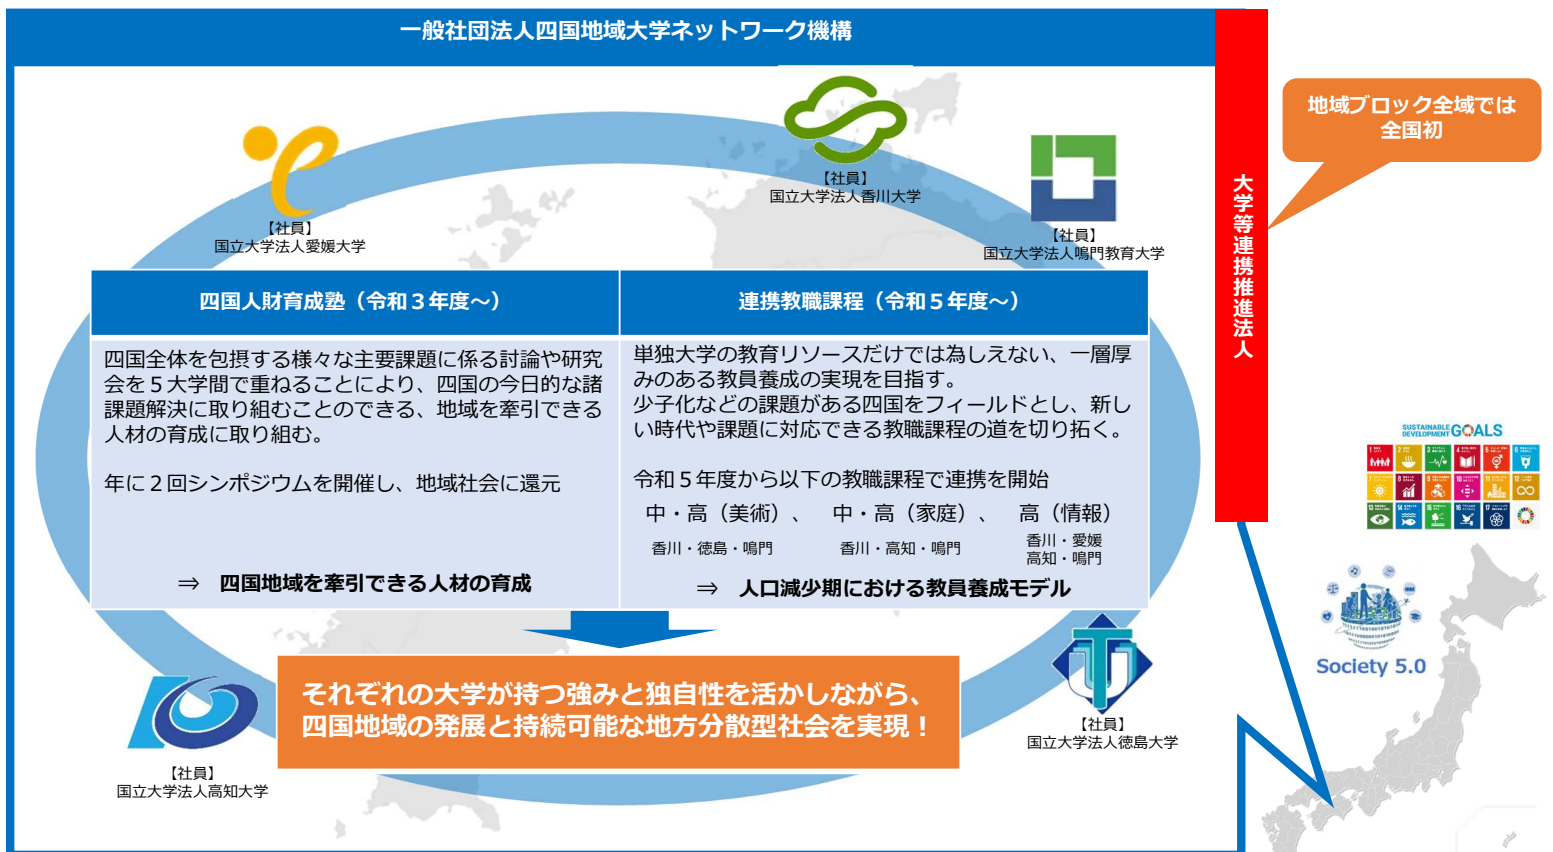 一般社団法人四国地域大学ネットワーク機構
大学等連携推進法人
地域ブロック全域では
全国初
【社員】
国立大学法人愛媛大学
【社員】
国立大学法人香川大学
【社員】
国立大学法人鳴門教育大学
四国人財育成塾（令和３年度～）
四国全体を包摂する様々な主要課題に係る討論や研究
会を５大学間で重ねることにより、四国の今日的な諸
課題解決に取り組むことのできる、地域を牽引できる
人材の育成に取り組む。
年に２回シンポジウムを開催し、地域社会に還元
⇒ 四国地域を牽引できる人材の育成
連携教職課程（令和５年度～）
単独大学の教育リソースだけでは為しえない、一層厚
みのある教員養成の実現を目指す。
少子化などの課題がある四国をフィールドとし、新し
い時代や課題に対応できる教職課程の道を切り拓く。
令和５年度から以下の教職課程で連携を開始
中・高（美術）、 中・高（家庭）、 高（情報）
香川・徳島・鳴門 香川・高知・鳴門 香川・愛媛
高知・鳴門
⇒ 人口減少期における教員養成モデル
それぞれの大学が持つ強みと独自性を活かしながら、
四国地域の発展と持続可能な地方分散型社会を実現！
【社員】
国立大学法人高知大学
【社員】
国立大学法人徳島大学
SUSTAINABLE
DEVELOPMENT GOALS
Society 5.0